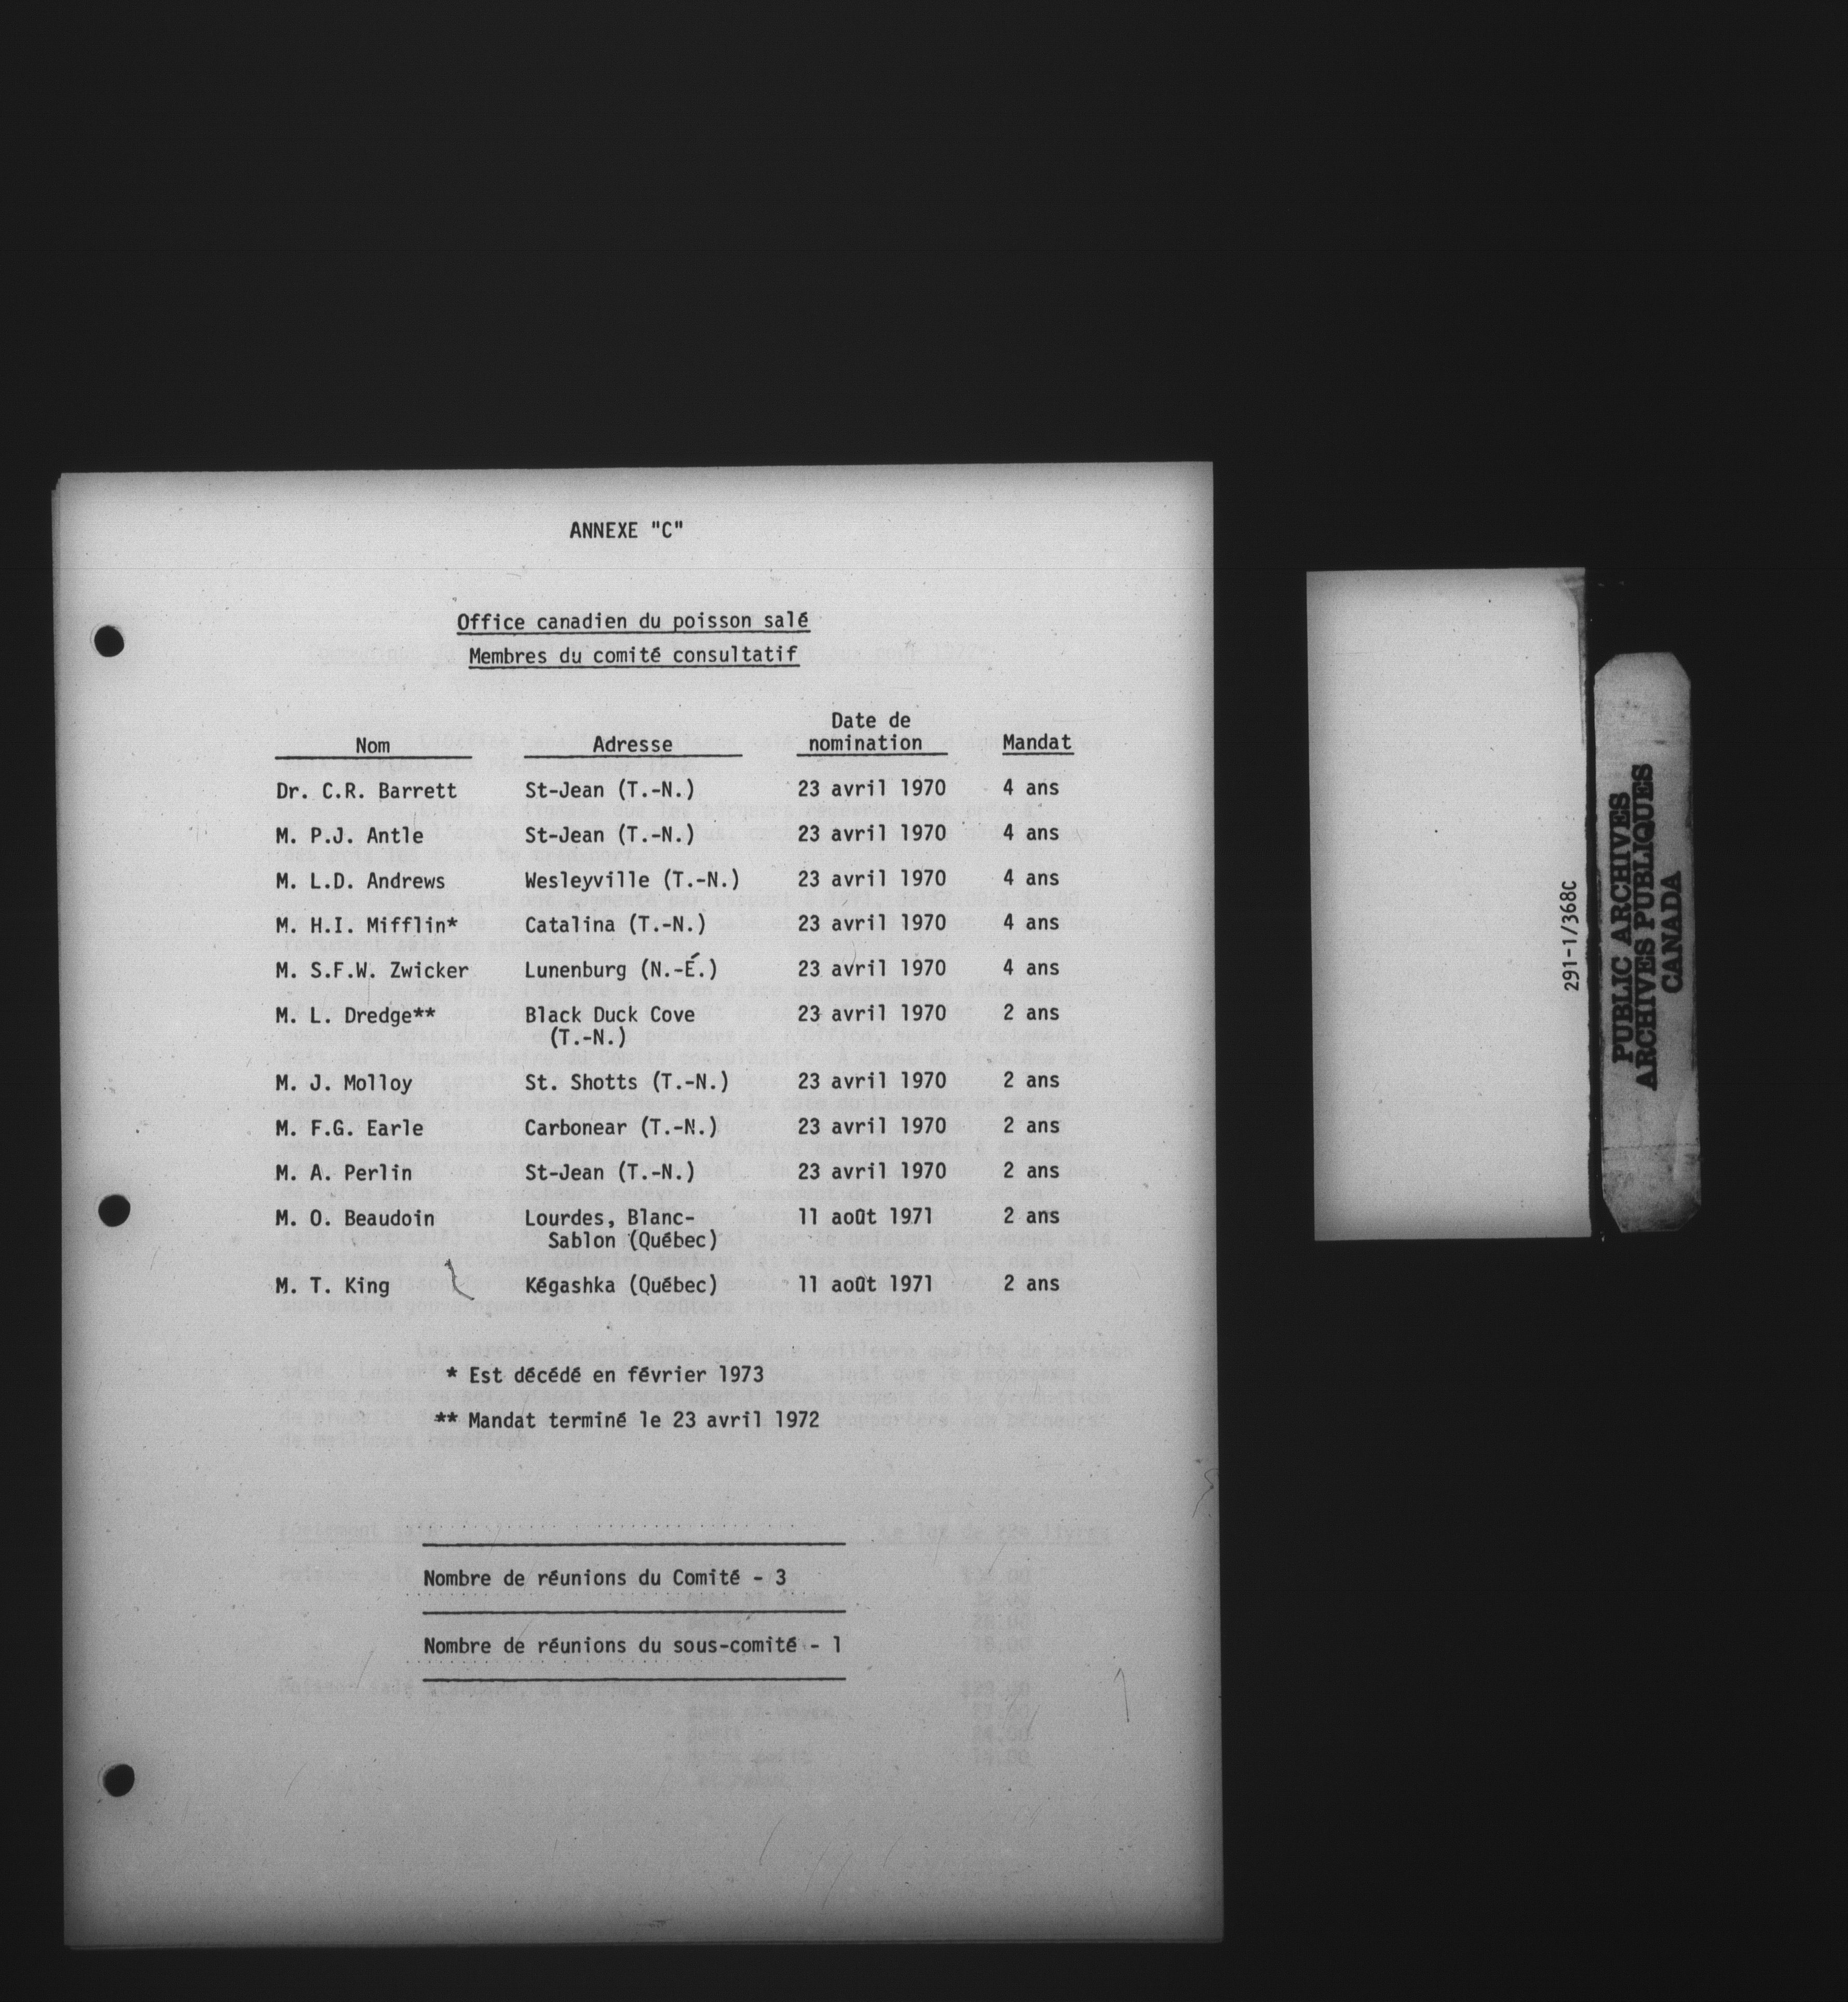 ANNEXE "C"
Office canadien du poisson salé
Membres du comité consultatif
Nom Adresse Date de nomination Mandat
Dr. C.R. Barrett St-Jean (T.-N.) 23 avril 1970 4 ans
M. P.J. Antle St-Jean (T.-N.) 23 avril 1970 4 ans
M. L.D. Andrews Wesleyville (T.-N.) 23 avril 1970 4 ans
M. H.I. Mifflin* Catalina (T.-N.) 23 avril 1970 4 ans
M. S.F.W. Zwicker Lunenburg (N.-É.) 23 avril 1970 4 ans
M. L. Dredge** Black Duck Cove 23 avril 1970 2 ans
(T.-N.)
M. J. Molloy St. Shotts (T.-N.) 23 avril 1970 2 ans
M. F.G. Earle Carbonear (T.-N.) 23 avril 1970 2 ans
M. A. Perlin St-Jean (T.-N.) 23 avril 1970 2 ans
M. O. Beaudoin Lourdes, Blanc- 11 août 1971 2 ans
Sablon (Québec)
M. T. King Kégashka (Québec) 11 août 1971 2 ans
* Est décédé en février 1973
** Mandat terminé le 23 avril 1972
Nombre de réunions du Comité - 3
Nombre de réunions du sous-comité - 1
291-1/368C
PUBLIC ARCHIVES
ARCHIVES PUBLIQUES
CANADA